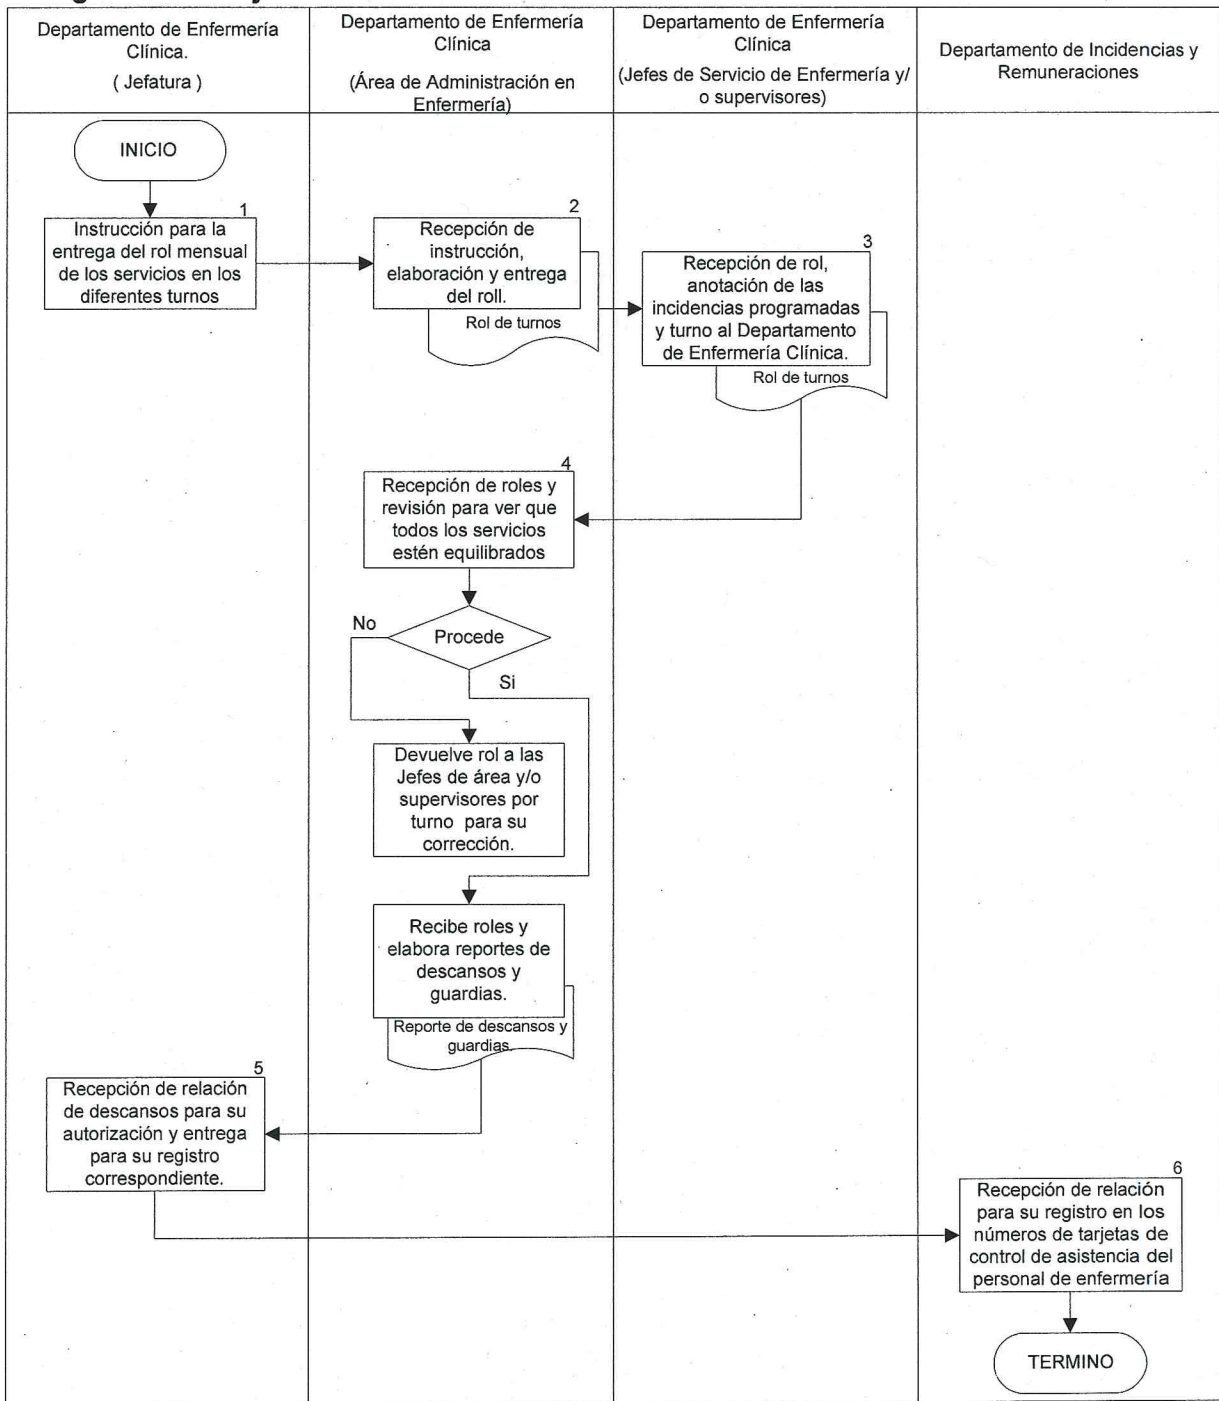 Departamento de Enfermería
Clínica.
( Jefatura )
Departamento de Enfermería
Clínica
(Área de Administración en
Enfermería)
Departamento de Enfermería
Clínica
(Jefes de Servicio de Enfermería y/
o supervisores)
Departamento de Incidencias y
Remuneraciones
INICIO
1
Instrucción para la
entrega del rol mensual
de los servicios en los
diferentes turnos
2
Recepción de
instrucción,
elaboración y entrega
del roll.
Rol de turnos
3
Recepción de rol,
anotación de las
incidencias programadas
y turno al Departamento
de Enfermería Clínica.
Rol de turnos
4
Recepción de roles y
revisión para ver que
todos los servicios
estén equilibrados
Procede
No
Si
Devuelve rol a las
Jefes de área y/o
supervisores por
turno para su
corrección.
Recibe roles y
elabora reportes de
descansos y
guardias.
Reporte de descansos y
guardias.
5
Recepción de relación
de descansos para su
autorización y entrega
para su registro
correspondiente.
6
Recepción de relación
para su registro en los
números de tarjetas de
control de asistencia del
personal de enfermería
TERMINO